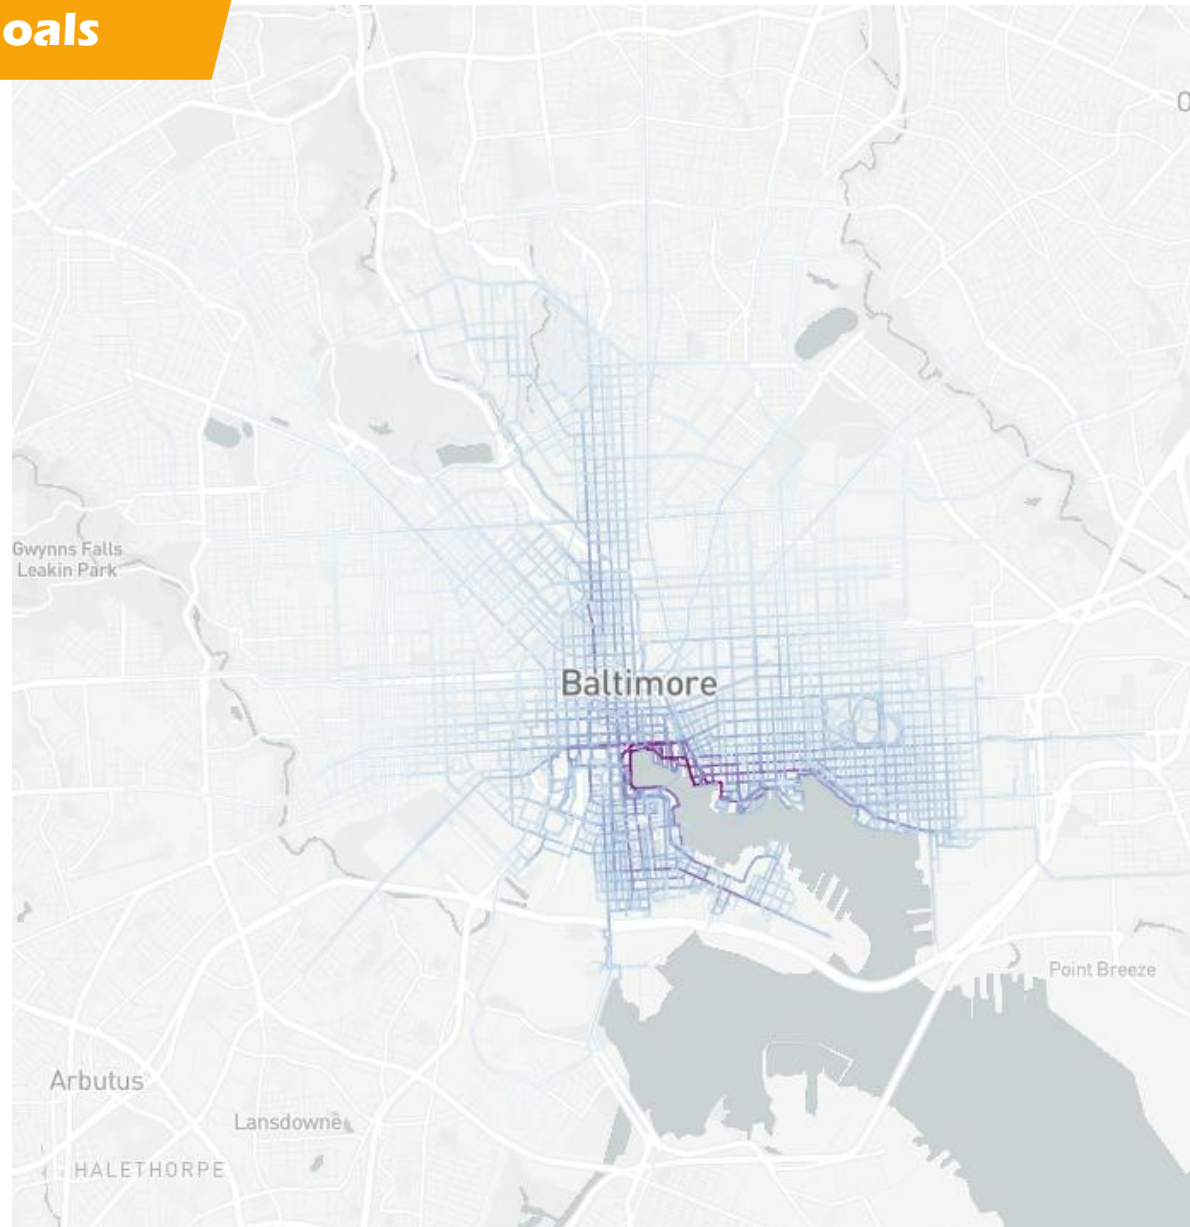 oals
Gwynns Falls
Leakin Park
Baltimore
Point Breeze
Arbutus
Lansdowne
HALETHORPE